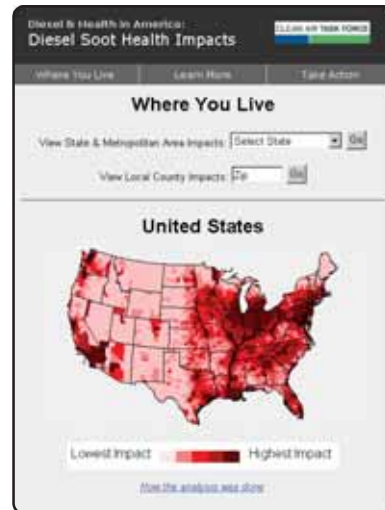 Diesel & Health in America:
Diesel Soot Health Impacts
CLEAN AIR TASK FORCE
Where You Live Learn More Take Action
Where You Live
View State & Metropolitan Area Impacts: Select State Go
View Local County Impacts: Zip Go
United States
Lowest Impact Highest Impact
How the analysis was done